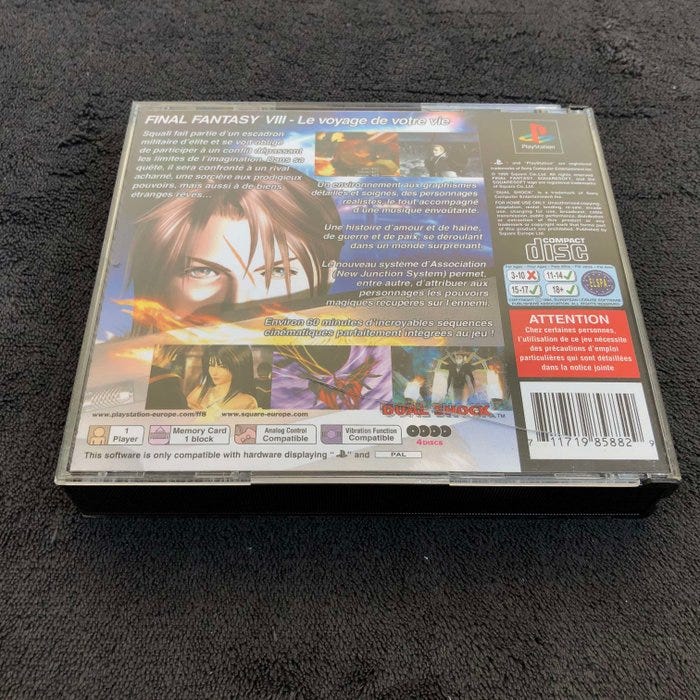 FINAL FANTASY VIII - Le voyage de votre vie
Squall fait partie d'un escadron
militaire d'élite et se voit obligé
de participer à un conflit dépassant
les limites de l'imagination. Dans sa
quête, il sera confronté à un rival
acharné, une sorcière aux prodigieux
pouvoirs, mais aussi à de biens
étranges rêves...
Un environnement aux graphismes
détaillés et soignés, des personnages
réalistes, le tout accompagné
d'une musique envoûtante.
Une histoire d'amour et de haine,
de guerre et de paix, se déroulant
dans un monde surprenant.
Le nouveau système d'Association
(New Junction System) permet,
entre autre, d'attribuer aux
personnages les pouvoirs
magiques récupérés sur l'ennemi.
Environ 60 minutes d'incroyables séquences
cinématiques parfaitement intégrées au jeu !
www.playstation-europe.com/ff8
www.square-europe.com
DUAL SHOCK™
1
Player
Memory Card
1 block
Analog Control
Compatible
Vibration Function
Compatible
4 DISCS
This software is only compatible with hardware displaying " " and PAL
PlayStation
COMPACT
disc
3-10
11-14
15-17
18+
ELSPA
ATTENTION
Chez certaines personnes,
l'utilisation de ce jeu nécessite
des précautions d'emploi
particulières qui sont détaillées
dans la notice jointe
7 11719 85882 9